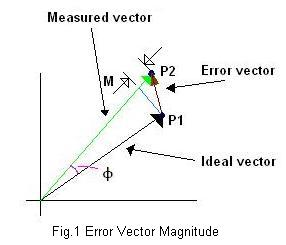 Measured vector
P2
M
Error vector
P1
Ideal vector
ϕ
Fig.1 Error Vector Magnitude